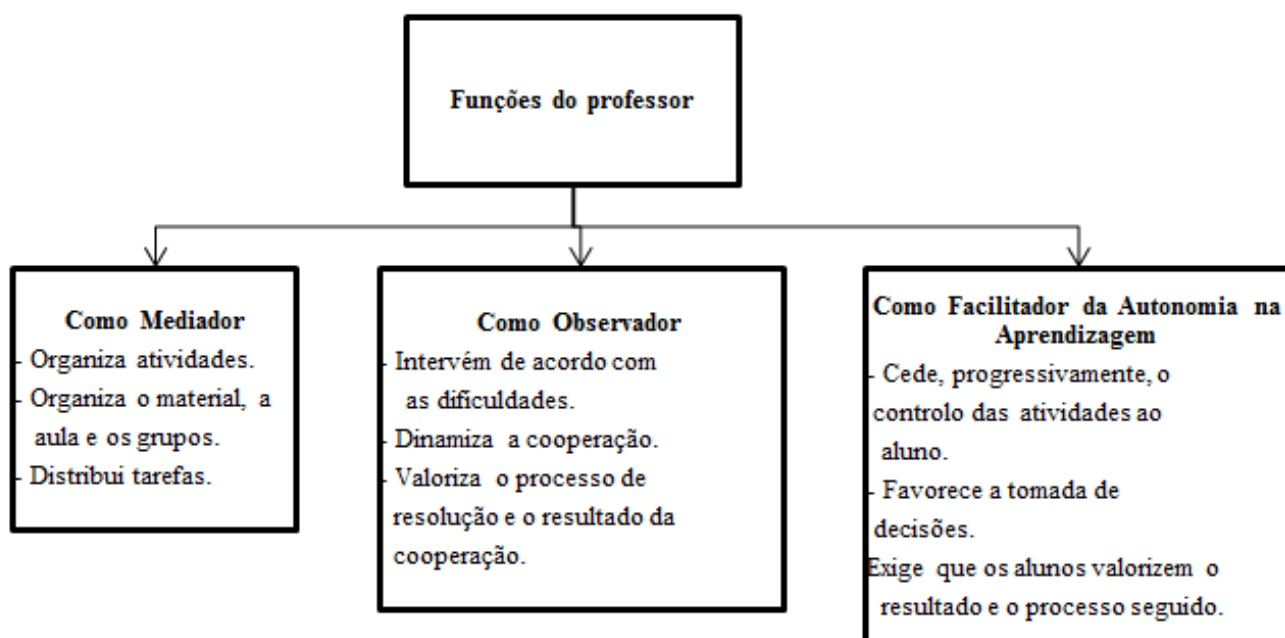 Funções do professor
Como Mediador
- Organiza atividades.
- Organiza o material, a
aula e os grupos.
- Distribui tarefas.
Como Observador
- Intervém de acordo com
as dificuldades.
- Dinamiza a cooperação.
- Valoriza o processo de
resolução e o resultado da
cooperação.
Como Facilitador da Autonomia na
Aprendizagem
- Cede, progressivamente, o
controlo das atividades ao
aluno.
- Favorece a tomada de
decisões.
Exige que os alunos valorizem o
resultado e o processo seguido.